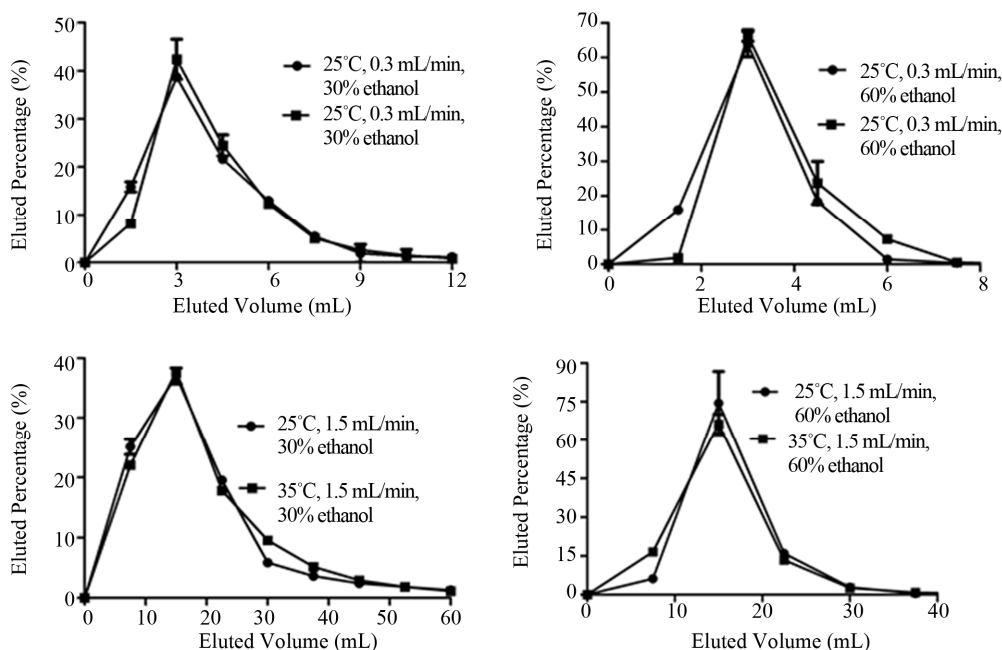 50
40
30
20
10
0
Eluted Percentage (%)
25°C, 0.3 mL/min,
30% ethanol
25°C, 0.3 mL/min,
30% ethanol
0 3 6 9 12
Eluted Volume (mL)
70
60
50
40
30
20
10
0
Eluted Percentage (%)
25°C, 0.3 mL/min,
60% ethanol
25°C, 0.3 mL/min,
60% ethanol
0 2 4 6 8
Eluted Volume (mL)
40
30
20
10
0
Eluted Percentage (%)
25°C, 1.5 mL/min,
30% ethanol
35°C, 1.5 mL/min,
30% ethanol
0 10 20 30 40 50 60
Eluted Volume (mL)
90
75
60
45
30
15
0
Eluted Percentage (%)
25°C, 1.5 mL/min,
60% ethanol
35°C, 1.5 mL/min,
60% ethanol
0 10 20 30 40
Eluted Volume (mL)